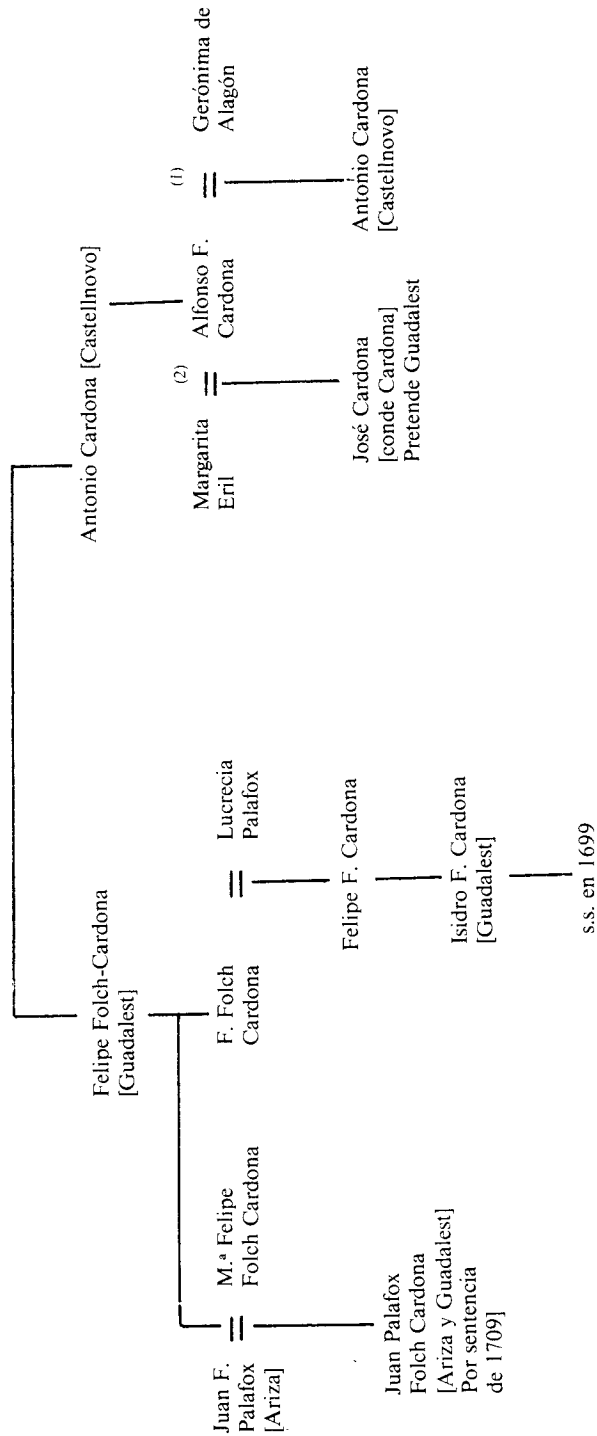 Antonio Cardona [Castellnovo]
Felipe Folch-Cardona
[Guadalest]
Juan F.
Palafox
[Ariza]
M.ª Felipe
Folch Cardona
F. Folch
Cardona
Lucrecia
Palafox
Margarita
Eril
(2)
Alfonso F.
Cardona
(1)
Gerónima de
Alagón
Juan Palafox
Folch Cardona
[Ariza y Guadalest]
Por sentencia
de 1709]
Felipe F. Cardona
José Cardona
[conde Cardona]
Pretende Guadalest
Antonio Cardona
[Castellnovo]
Isidro F. Cardona
[Guadalest]
s.s. en 1699